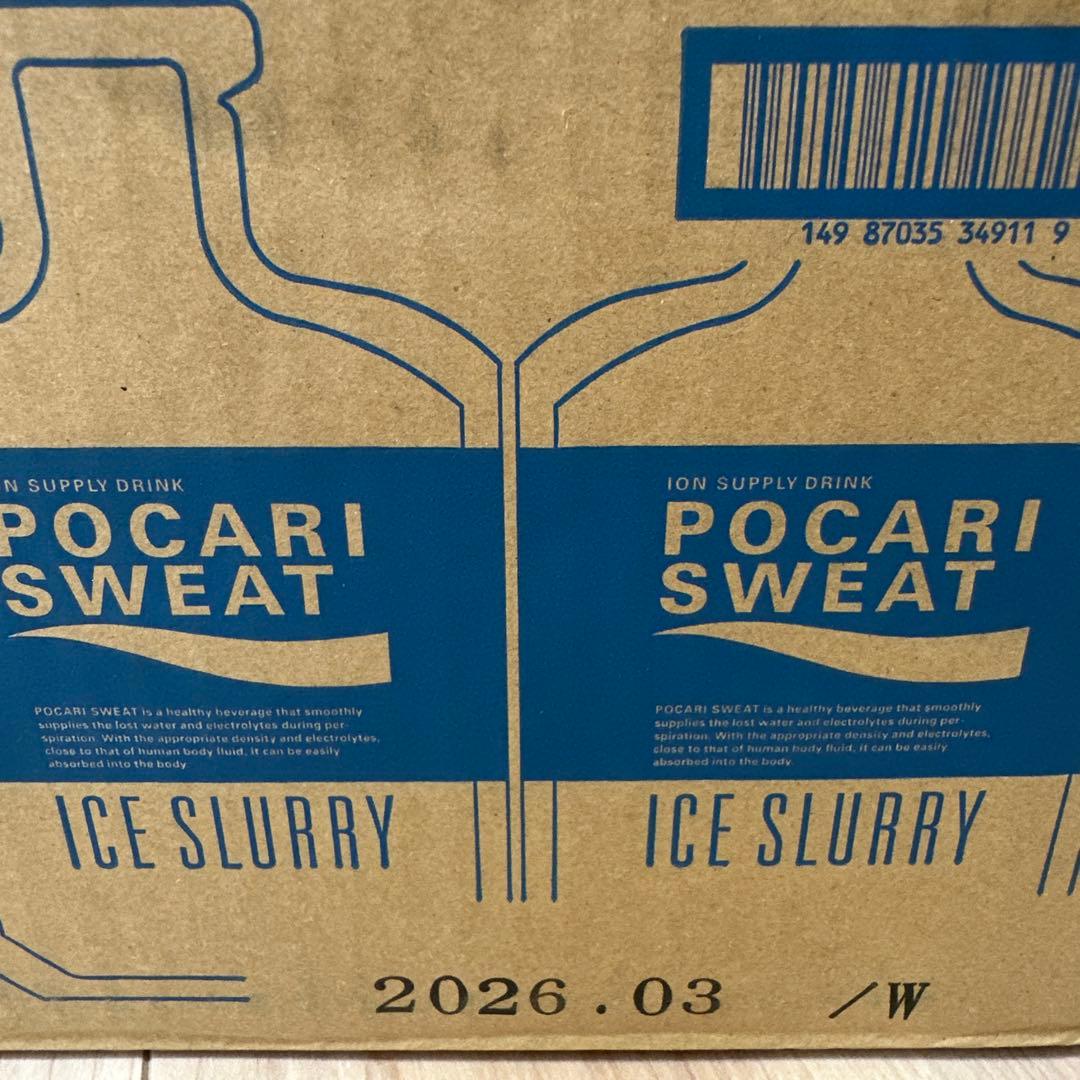 149 87035 34911 9
N SUPPLY DRINK
POCARI
SWEAT
POCARI SWEAT is a healthy beverage that smoothly
supplies the lost water and electrolytes during per-
spiration. With the appropriate density and electrolytes,
close to that of human body fluid, it can be easily
absorbed into the body.
ICE SLURRY
ION SUPPLY DRINK
POCARI
SWEAT
POCARI SWEAT is a healthy beverage that smoothly
supplies the lost water and electrolytes during per-
spiration. With the appropriate density and electrolytes,
close to that of human body fluid, it can be easily
absorbed into the body.
ICE SLURRY
2026.03 /W